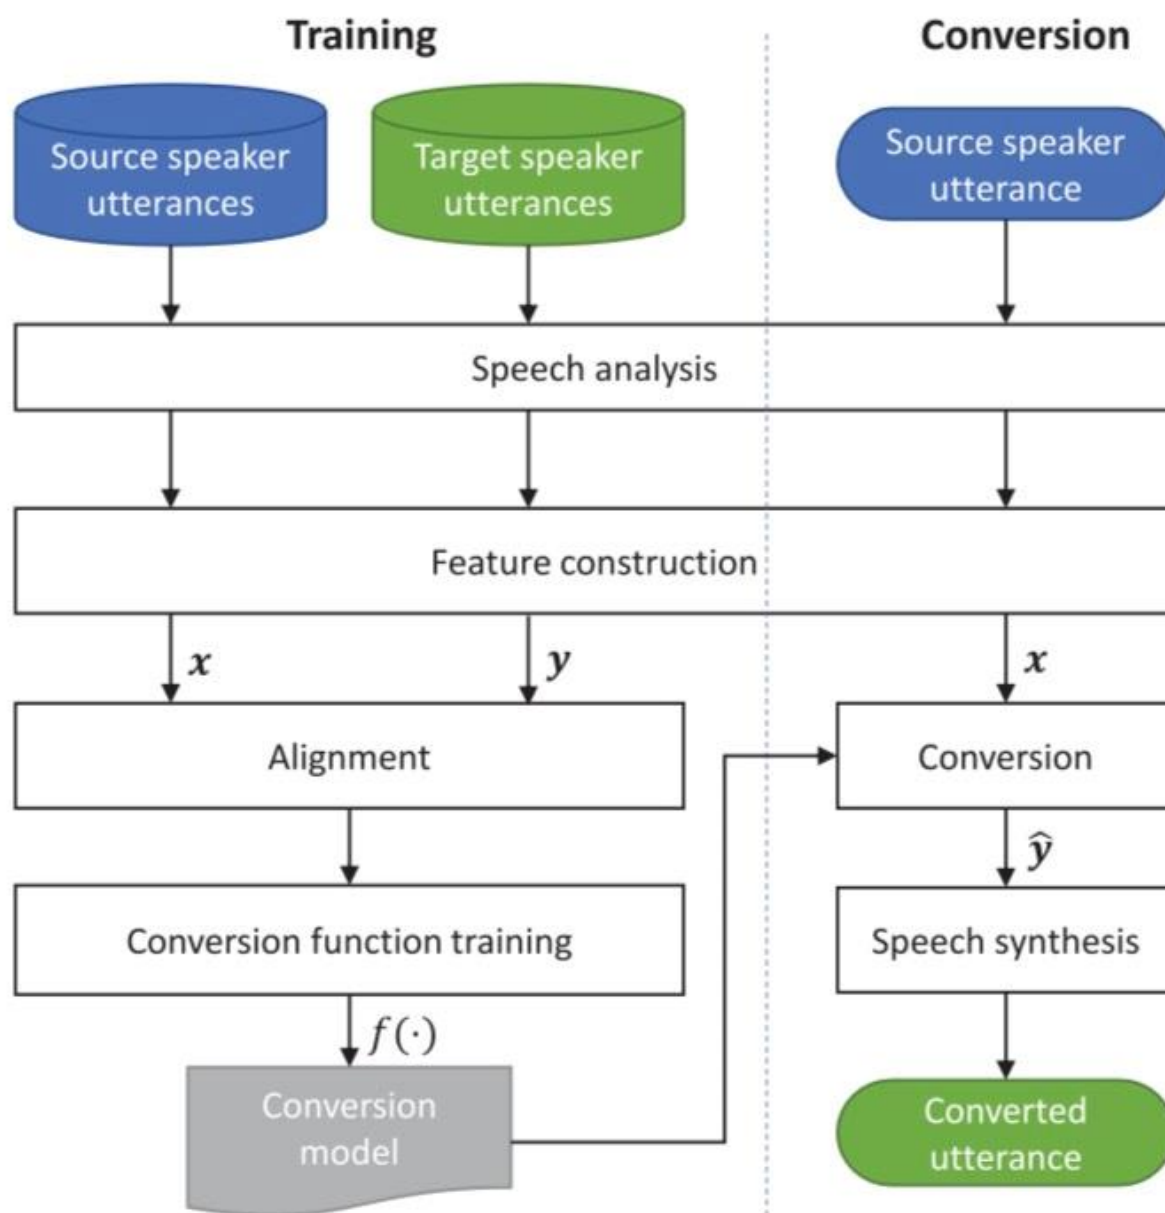 Training
Conversion
Source speaker
utterances
Target speaker
utterances
Source speaker
utterance
Speech analysis
Feature construction
x
y
x
Alignment
Conversion
ŷ
Conversion function training
Speech synthesis
f(·)
Conversion
model
Converted
utterance